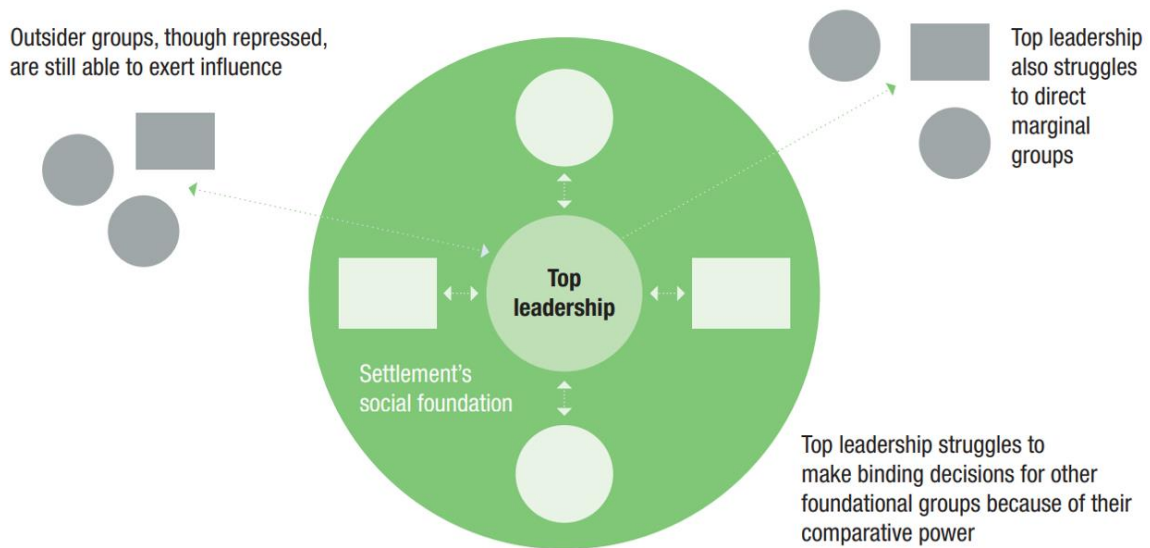 Outsider groups, though repressed,
are still able to exert influence
Top leadership
also struggles
to direct
marginal
groups
Top
leadership
Settlement's
social foundation
Top leadership struggles to
make binding decisions for other
foundational groups because of their
comparative power